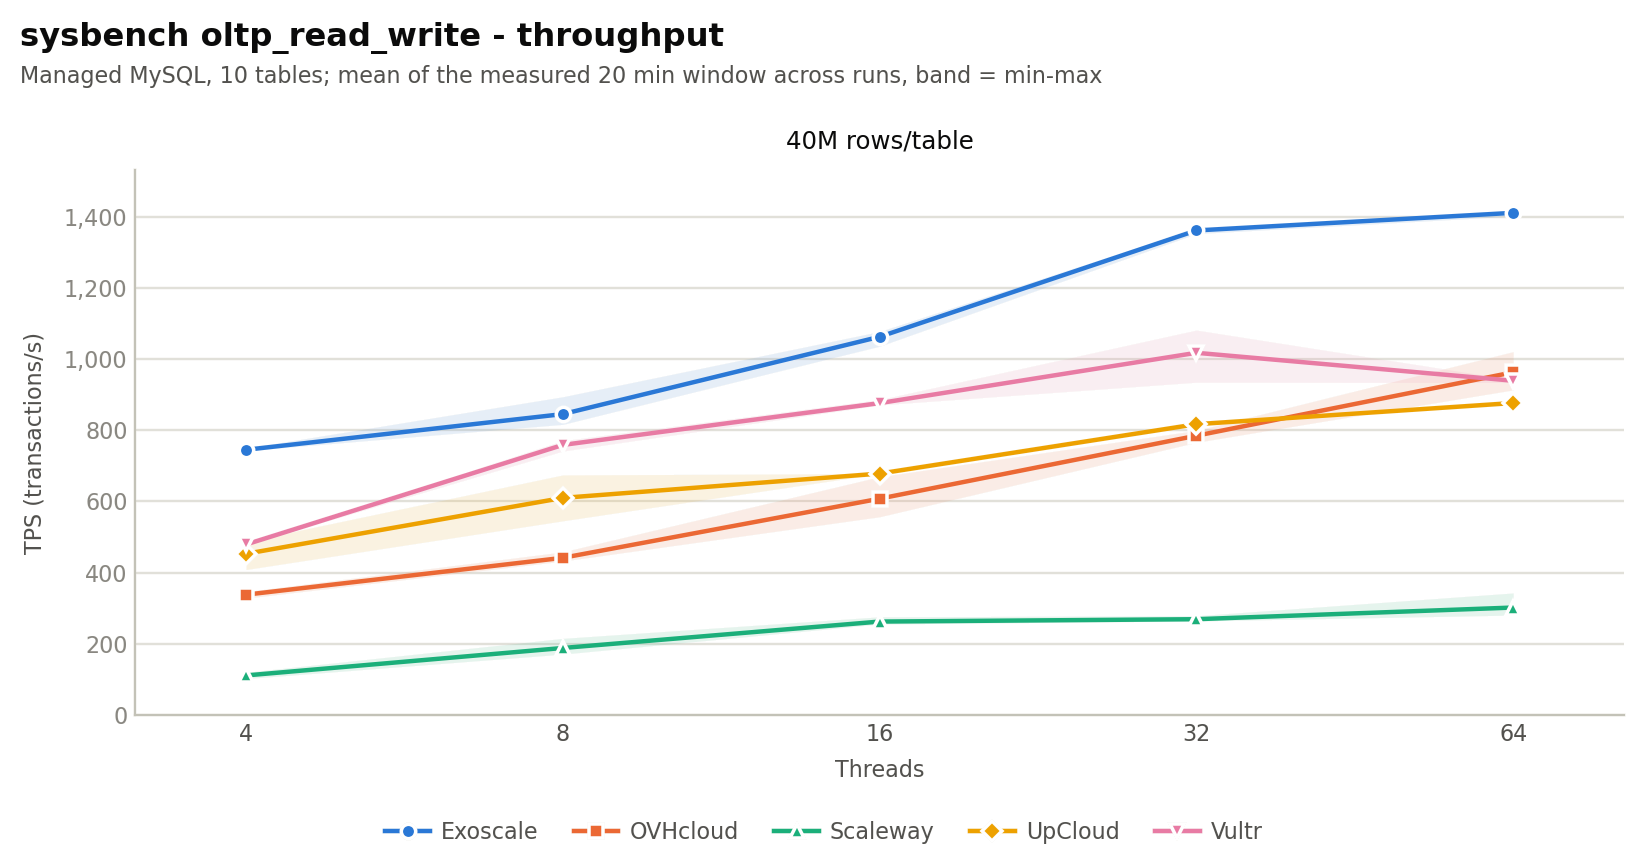 sysbench oltp_read_write - throughput
Managed MySQL, 10 tables; mean of the measured 20 min window across runs, band = min-max
40M rows/table
TPS (transactions/s)
1,400
1,200
1,000
800
600
400
200
0
4 8 16 32 64
Threads
Exoscale OVHcloud Scaleway UpCloud Vultr